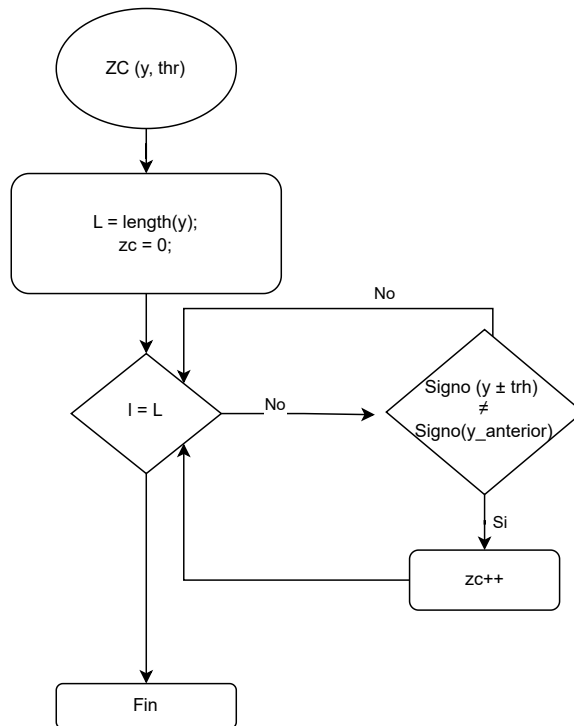 ZC (y, thr)
L = length(y);
zc = 0;
No
I = L
No
Signo (y ± trh)
≠
Signo(y_anterior)
Si
zc++
Fin